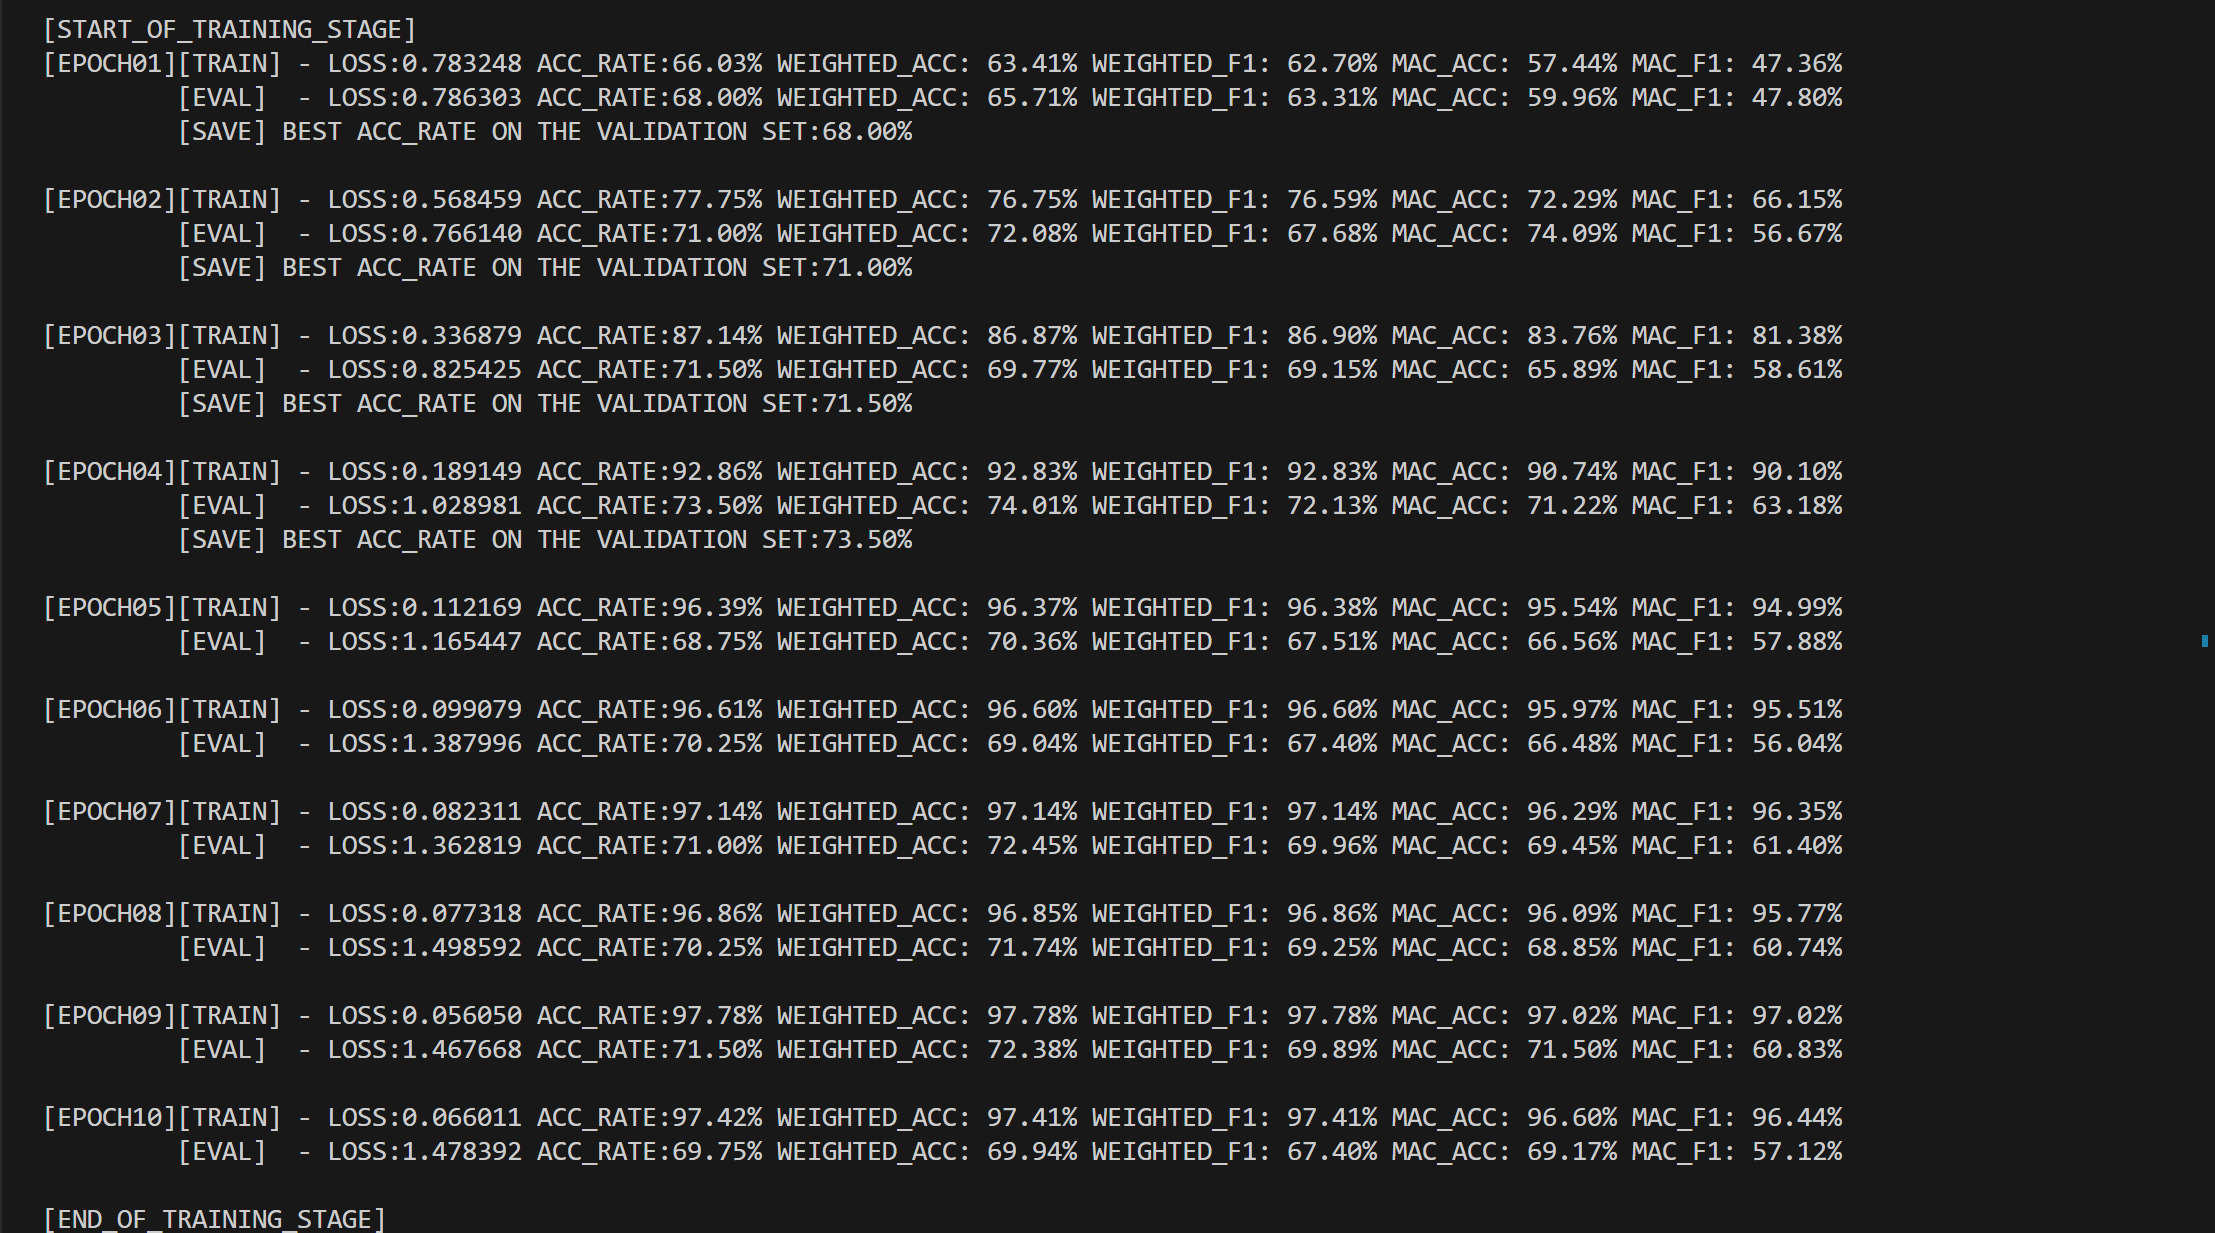 [START_OF_TRAINING_STAGE]
[EPOCH01][TRAIN] - LOSS:0.783248 ACC_RATE:66.03% WEIGHTED_ACC: 63.41% WEIGHTED_F1: 62.70% MAC_ACC: 57.44% MAC_F1: 47.36%
[EVAL]  - LOSS:0.786303 ACC_RATE:68.00% WEIGHTED_ACC: 65.71% WEIGHTED_F1: 63.31% MAC_ACC: 59.96% MAC_F1: 47.80%
[SAVE] BEST ACC_RATE ON THE VALIDATION SET:68.00%
[EPOCH02][TRAIN] - LOSS:0.568459 ACC_RATE:77.75% WEIGHTED_ACC: 76.75% WEIGHTED_F1: 76.59% MAC_ACC: 72.29% MAC_F1: 66.15%
[EVAL]  - LOSS:0.766140 ACC_RATE:71.00% WEIGHTED_ACC: 72.08% WEIGHTED_F1: 67.68% MAC_ACC: 74.09% MAC_F1: 56.67%
[SAVE] BEST ACC_RATE ON THE VALIDATION SET:71.00%
[EPOCH03][TRAIN] - LOSS:0.336879 ACC_RATE:87.14% WEIGHTED_ACC: 86.87% WEIGHTED_F1: 86.90% MAC_ACC: 83.76% MAC_F1: 81.38%
[EVAL]  - LOSS:0.825425 ACC_RATE:71.50% WEIGHTED_ACC: 69.77% WEIGHTED_F1: 69.15% MAC_ACC: 65.89% MAC_F1: 58.61%
[SAVE] BEST ACC_RATE ON THE VALIDATION SET:71.50%
[EPOCH04][TRAIN] - LOSS:0.189149 ACC_RATE:92.86% WEIGHTED_ACC: 92.83% WEIGHTED_F1: 92.83% MAC_ACC: 90.74% MAC_F1: 90.10%
[EVAL]  - LOSS:1.028981 ACC_RATE:73.50% WEIGHTED_ACC: 74.01% WEIGHTED_F1: 72.13% MAC_ACC: 71.22% MAC_F1: 63.18%
[SAVE] BEST ACC_RATE ON THE VALIDATION SET:73.50%
[EPOCH05][TRAIN] - LOSS:0.112169 ACC_RATE:96.39% WEIGHTED_ACC: 96.37% WEIGHTED_F1: 96.38% MAC_ACC: 95.54% MAC_F1: 94.99%
[EVAL]  - LOSS:1.165447 ACC_RATE:68.75% WEIGHTED_ACC: 70.36% WEIGHTED_F1: 67.51% MAC_ACC: 66.56% MAC_F1: 57.88%
[EPOCH06][TRAIN] - LOSS:0.099079 ACC_RATE:96.61% WEIGHTED_ACC: 96.60% WEIGHTED_F1: 96.60% MAC_ACC: 95.97% MAC_F1: 95.51%
[EVAL]  - LOSS:1.387996 ACC_RATE:70.25% WEIGHTED_ACC: 69.04% WEIGHTED_F1: 67.40% MAC_ACC: 66.48% MAC_F1: 56.04%
[EPOCH07][TRAIN] - LOSS:0.082311 ACC_RATE:97.14% WEIGHTED_ACC: 97.14% WEIGHTED_F1: 97.14% MAC_ACC: 96.29% MAC_F1: 96.35%
[EVAL]  - LOSS:1.362819 ACC_RATE:71.00% WEIGHTED_ACC: 72.45% WEIGHTED_F1: 69.96% MAC_ACC: 69.45% MAC_F1: 61.40%
[EPOCH08][TRAIN] - LOSS:0.077318 ACC_RATE:96.86% WEIGHTED_ACC: 96.85% WEIGHTED_F1: 96.86% MAC_ACC: 96.09% MAC_F1: 95.77%
[EVAL]  - LOSS:1.498592 ACC_RATE:70.25% WEIGHTED_ACC: 71.74% WEIGHTED_F1: 69.25% MAC_ACC: 68.85% MAC_F1: 60.74%
[EPOCH09][TRAIN] - LOSS:0.056050 ACC_RATE:97.78% WEIGHTED_ACC: 97.78% WEIGHTED_F1: 97.78% MAC_ACC: 97.02% MAC_F1: 97.02%
[EVAL]  - LOSS:1.467668 ACC_RATE:71.50% WEIGHTED_ACC: 72.38% WEIGHTED_F1: 69.89% MAC_ACC: 71.50% MAC_F1: 60.83%
[EPOCH10][TRAIN] - LOSS:0.066011 ACC_RATE:97.42% WEIGHTED_ACC: 97.41% WEIGHTED_F1: 97.41% MAC_ACC: 96.60% MAC_F1: 96.44%
[EVAL]  - LOSS:1.478392 ACC_RATE:69.75% WEIGHTED_ACC: 69.94% WEIGHTED_F1: 67.40% MAC_ACC: 69.17% MAC_F1: 57.12%
[END_OF_TRAINING_STAGE]